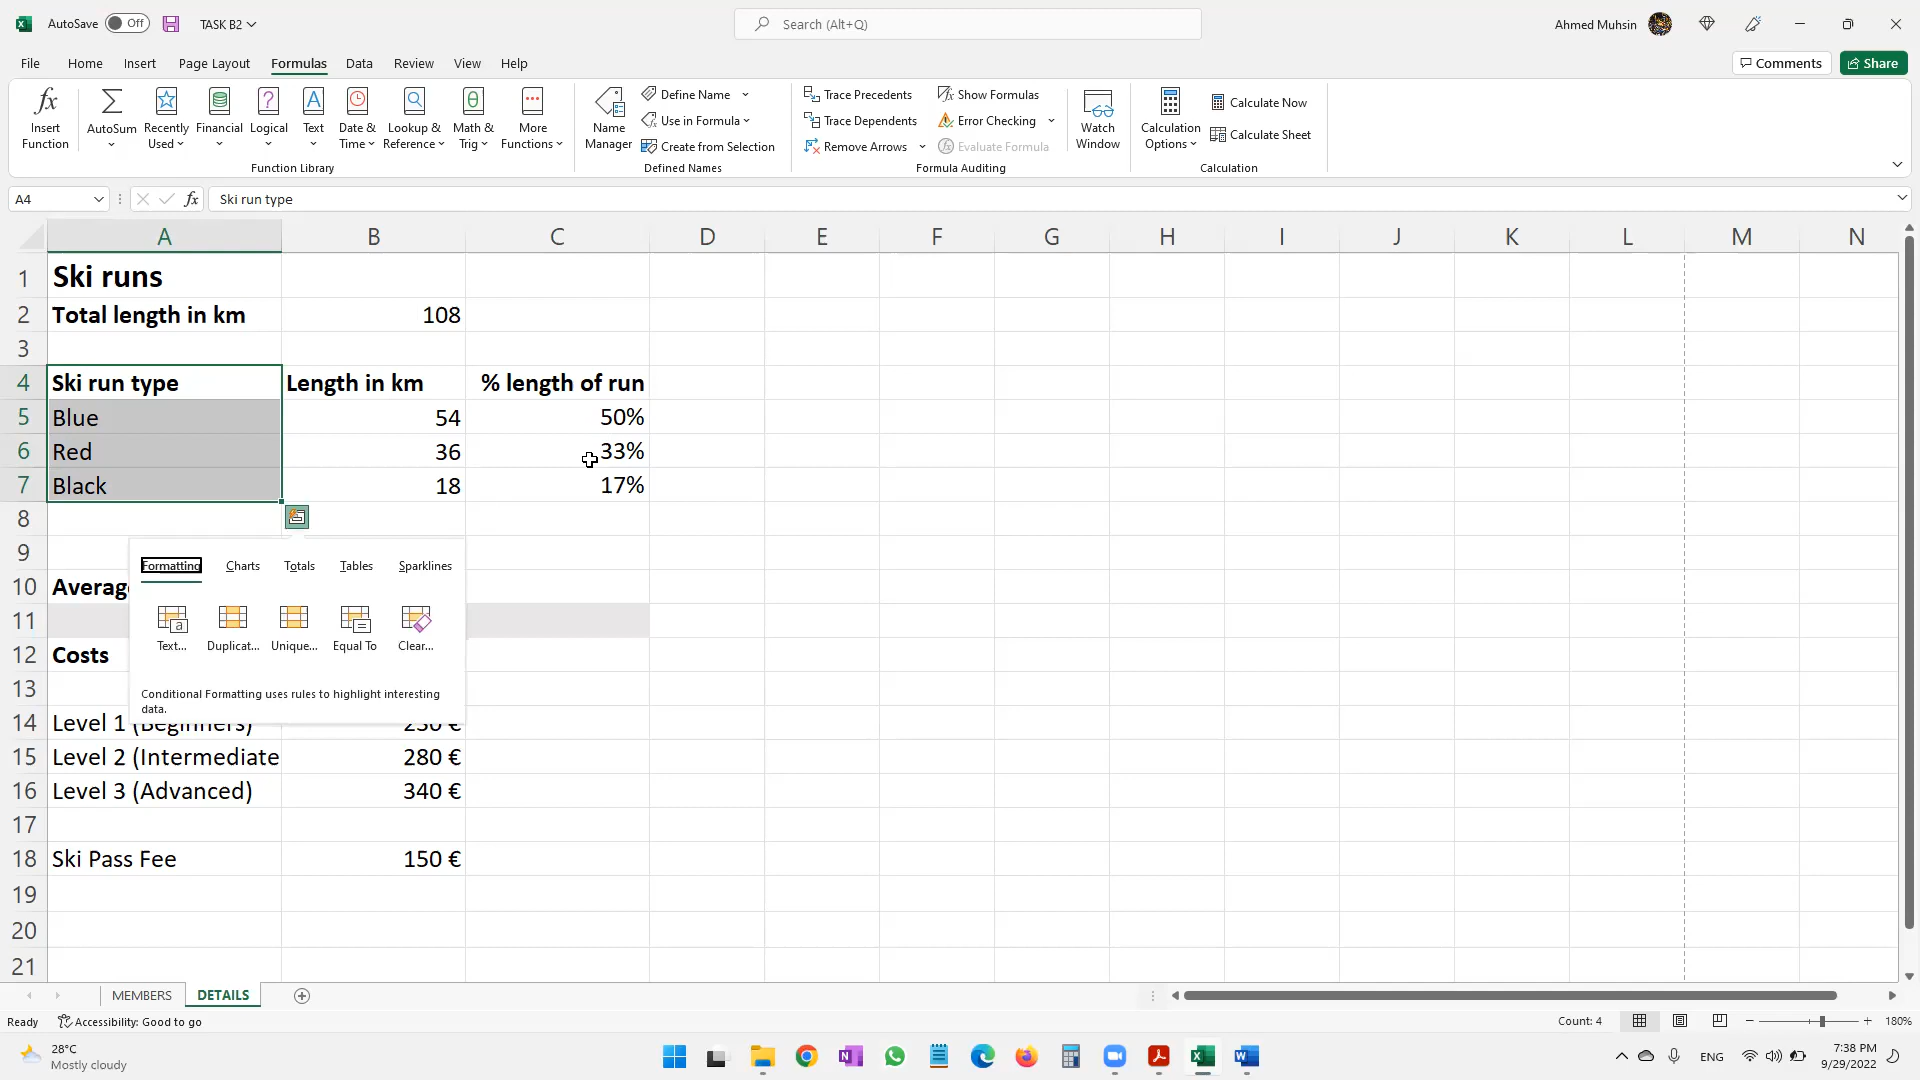 AutoSave Off TASK B2 Search (Alt+Q) Ahmed Muhsin
File Home Insert Page Layout Formulas Data Review View Help Comments Share
Insert Function
AutoSum
Recently Used
Financial
Logical
Text
Date & Time
Lookup & Reference
Math & Trig
More Functions
Function Library
Name Manager
Define Name
Use in Formula
Create from Selection
Defined Names
Trace Precedents
Trace Dependents
Remove Arrows
Show Formulas
Error Checking
Evaluate Formula
Formula Auditing
Watch Window
Calculation Options
Calculate Now
Calculate Sheet
Calculation
A4 fx Ski run type
A B C D E F G H I J K L M N
1 Ski runs
2 Total length in km 108
3
4 Ski run type Length in km % length of run
5 Blue 54 50%
6 Red 36 33%
7 Black 18 17%
8
9
Formatting Charts Totals Tables Sparklines
10 Average
11
Text... Duplicat... Unique... Equal To Clear...
12 Costs
13
Conditional Formatting uses rules to highlight interesting
data.
14 Level 1 (Beginners) 250 €
15 Level 2 (Intermediate 280 €
16 Level 3 (Advanced) 340 €
17
18 Ski Pass Fee 150 €
19
20
21
MEMBERS DETAILS
Ready Accessibility: Good to go Count: 4 180%
28°C
Mostly cloudy
ENG
7:38 PM
9/29/2022